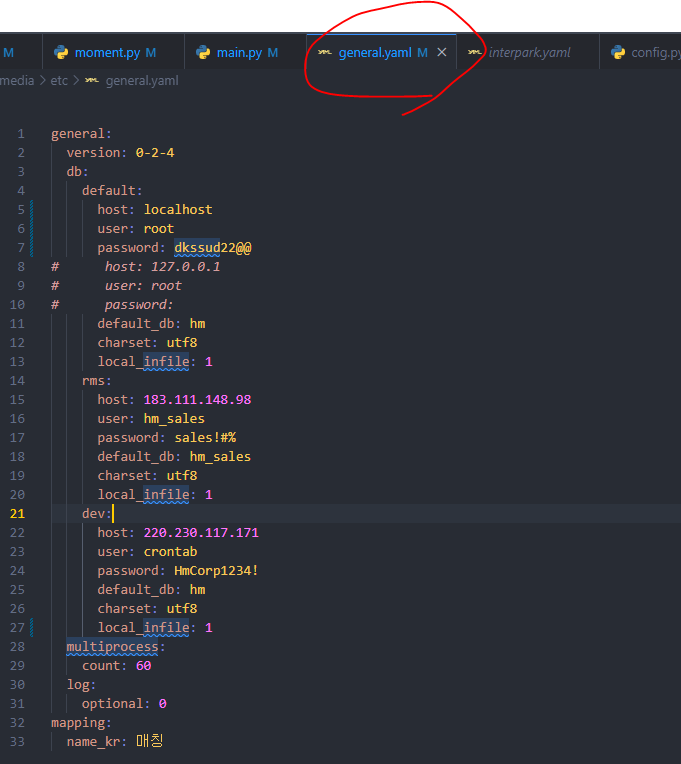 M moment.py M main.py M general.yaml M × interpark.yaml config.py
media > etc > general.yaml
1 general:
2 version: 0-2-4
3 db:
4 default:
5 host: localhost
6 user: root
7 password: dkssud22@@
8 # host: 127.0.0.1
9 # user: root
10 # password:
11 default_db: hm
12 charset: utf8
13 local_infile: 1
14 rms:
15 host: 183.111.148.98
16 user: hm_sales
17 password: sales!#%
18 default_db: hm_sales
19 charset: utf8
20 local_infile: 1
21 dev:
22 host: 220.230.117.171
23 user: crontab
24 password: HmCorp1234!
25 default_db: hm
26 charset: utf8
27 local_infile: 1
28 multiprocess:
29 count: 60
30 log:
31 optional: 0
32 mapping:
33 name_kr: 매칭